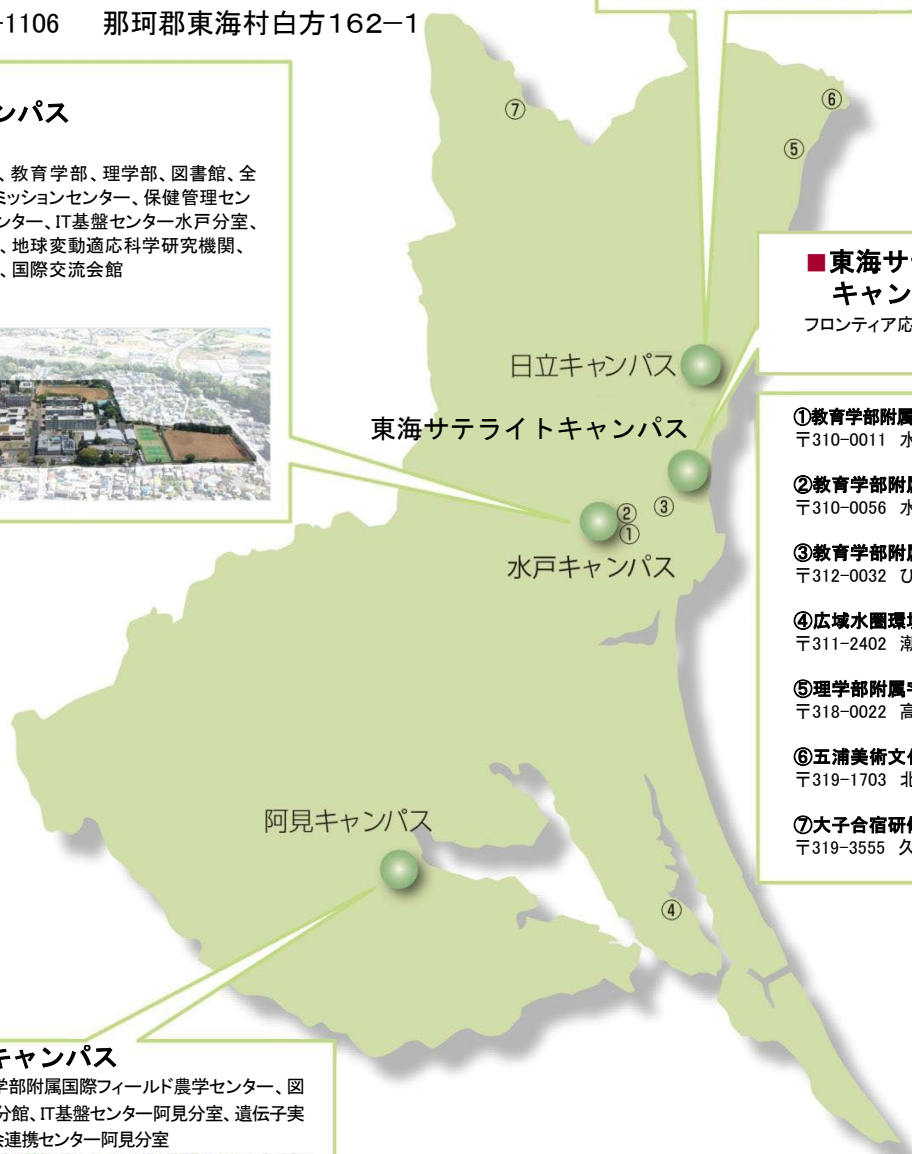 -1106　那珂郡東海村白方162-1
ンパス
、教育学部、理学部、図書館、全
ミッションセンター、保健管理セン
ンター、IT基盤センター水戸分室、
、地球変動適応科学研究機関、
、国際交流会館
⑦
⑥
⑤
■東海サテ
キャン
フロンティア応
日立キャンパス
東海サテライトキャンパス
③
②
①
水戸キャンパス
①教育学部附属
〒310-0011 水
②教育学部附属
〒310-0056 水
③教育学部附属
〒312-0032 ひ
④広域水圏環境
〒311-2402 潮
⑤理学部附属宇
〒318-0022 高
⑥五浦美術文化
〒319-1703 北
⑦大子合宿研修
〒319-3555 久
阿見キャンパス
④
キャンパス
学部附属国際フィールド農学センター、図
分館、IT基盤センター阿見分室、遺伝子実
会連携センター阿見分室